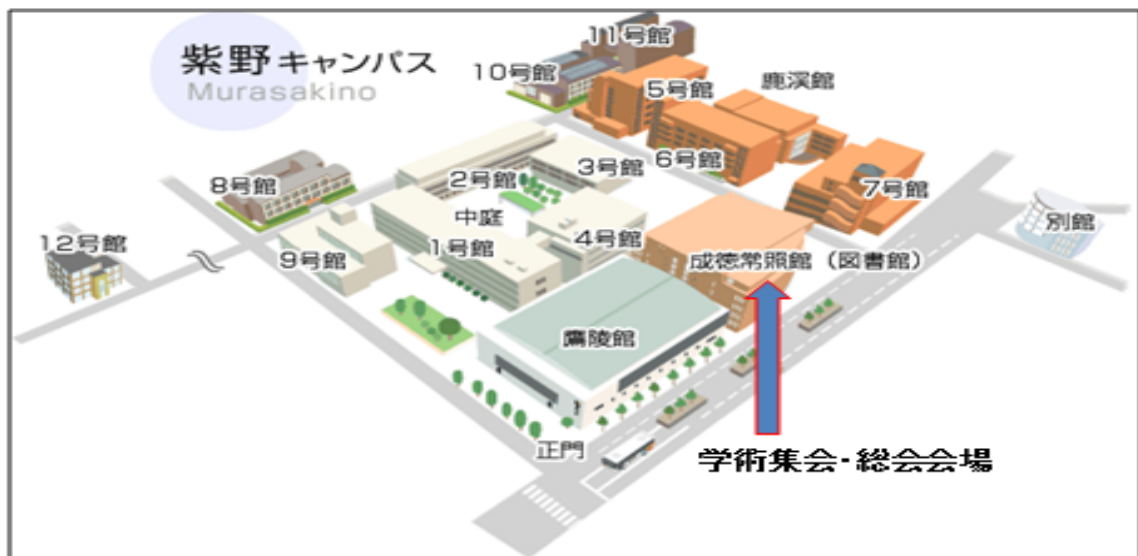 紫野キャンパス
Murasakino
11号館
10号館
5号館
鹿渓館
6号館
7号館
3号館
2号館
8号館
中庭
4号館
1号館
9号館
12号館
別館
成徳常照館（図書館）
鷹陵館
正門
学術集会・総会会場